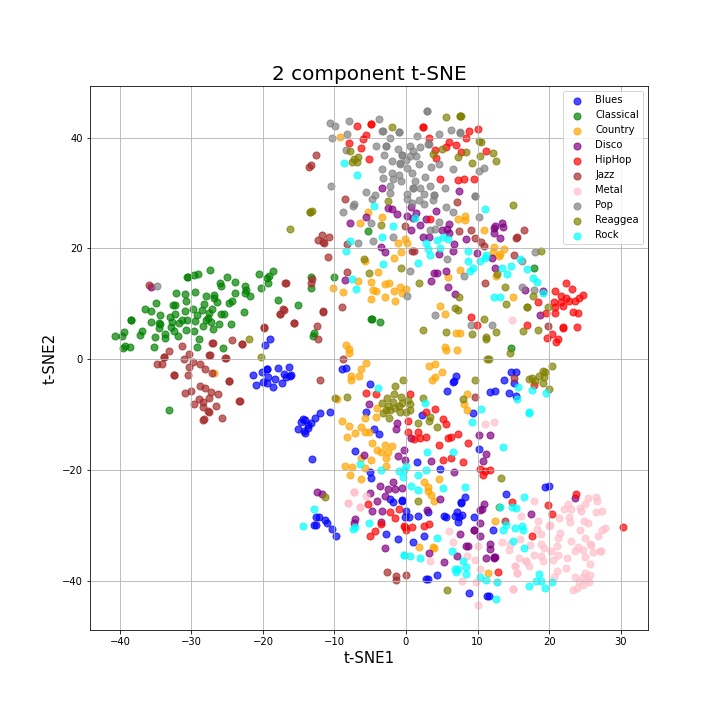 2 component t-SNE
Blues
Classical
Country
Disco
HipHop
Jazz
Metal
Pop
Reaggea
Rock
40
20
0
−20
−40
t-SNE2
−40 −30 −20 −10 0 10 20 30
t-SNE1